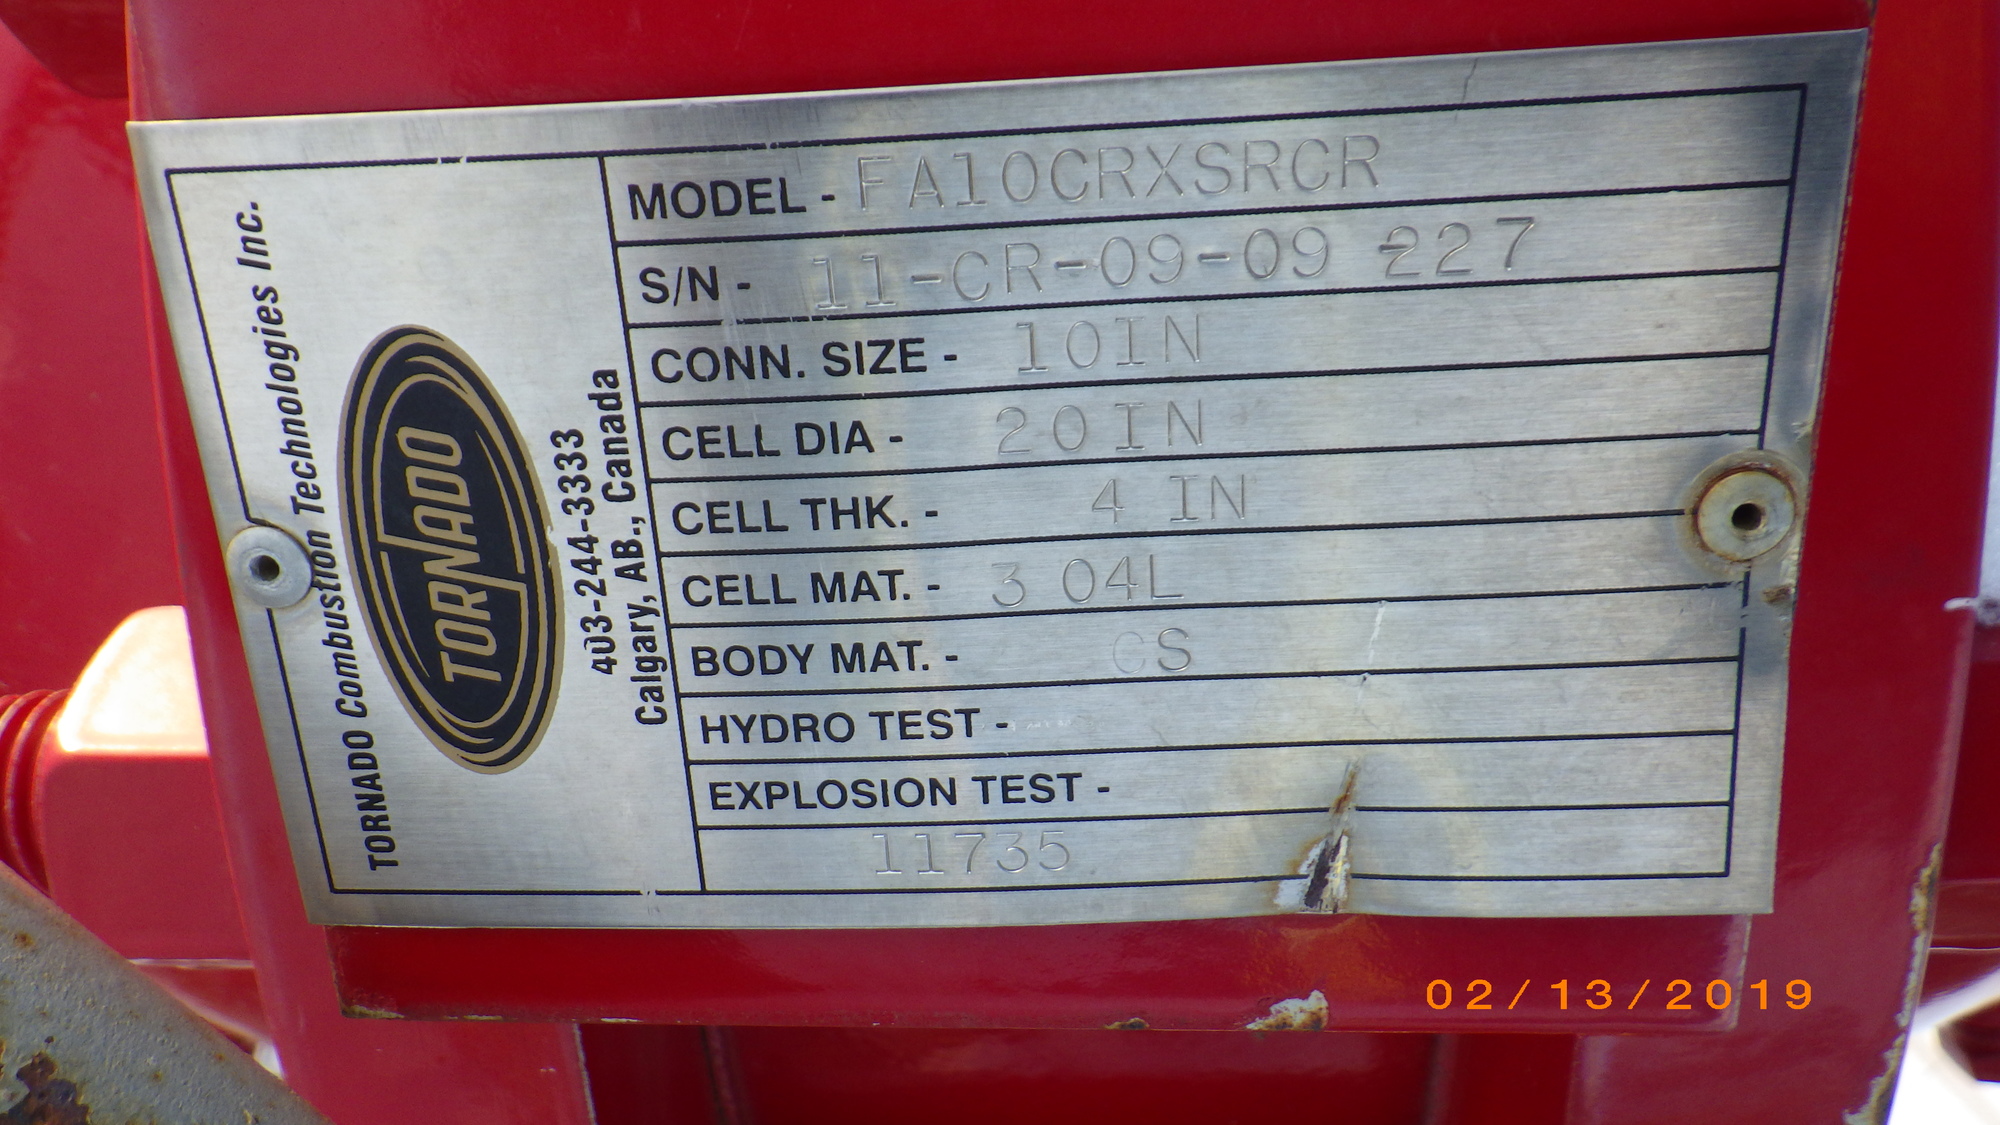 TORNADO Combustion Technologies Inc.
TORNADO
403-244-3333
Calgary, AB., Canada
MODEL - FA10CRXSRCR
S/N - 11-CR-09-09 227
CONN. SIZE - 10IN
CELL DIA - 20IN
CELL THK. - 4 IN
CELL MAT. - 3 04L
BODY MAT. - CS
HYDRO TEST -
EXPLOSION TEST -
11735
02/13/2019